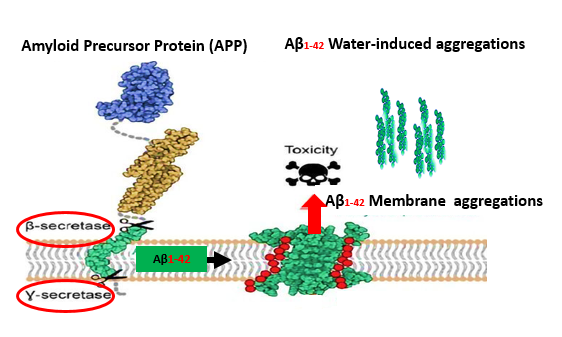 Amyloid Precursor Protein (APP)
Aβ1-42 Water-induced aggregations
Toxicity
Aβ1-42 Membrane aggregations
β-secretase
Aβ1-42
Ɣ-secretase